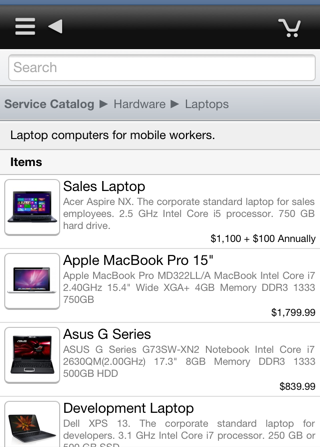 Search
Service Catalog ► Hardware ► Laptops
Laptop computers for mobile workers.
Items
Sales Laptop
Acer Aspire NX. The corporate standard laptop for sales
employees. 2.5 GHz Intel Core i5 processor. 750 GB
hard drive.
$1,100 + $100 Annually
Apple MacBook Pro 15"
Apple MacBook Pro MD322LL/A MacBook Intel Core i7
2.40GHz 15.4" Wide XGA+ 4GB Memory DDR3 1333
750GB
$1,799.99
Asus G Series
ASUS G Series G73SW-XN2 Notebook Intel Core i7
2630QM(2.00GHz) 17.3" 8GB Memory DDR3 1333
500GB HDD
$839.99
Development Laptop
Dell XPS 13. The corporate standard laptop for
developers. 3.1 GHz Intel Core i7 processor. 250 GB or
500 GB SSD